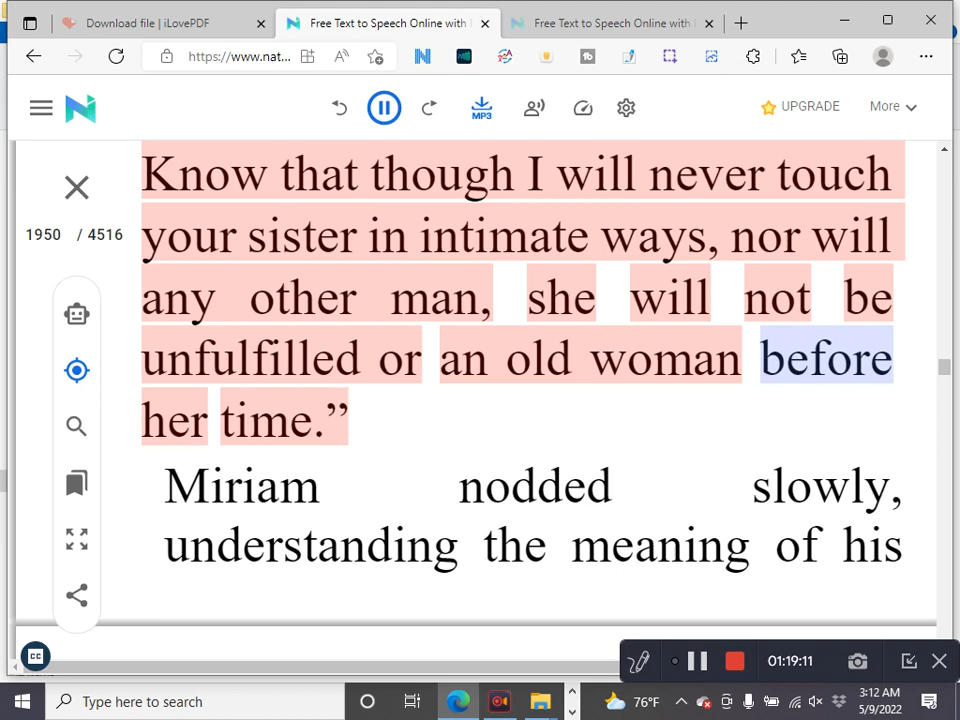 Download file | iLovePDF
Free Text to Speech Online with
Free Text to Speech Online with
https://www.nat...
UPGRADE
More
MP3
1950 / 4516
Know that though I will never touch
your sister in intimate ways, nor will
any other man, she will not be
unfulfilled or an old woman before
her time.”
Miriam nodded slowly,
understanding the meaning of his
CC
01:19:11
Type here to search
76°F
3:12 AM
5/9/2022